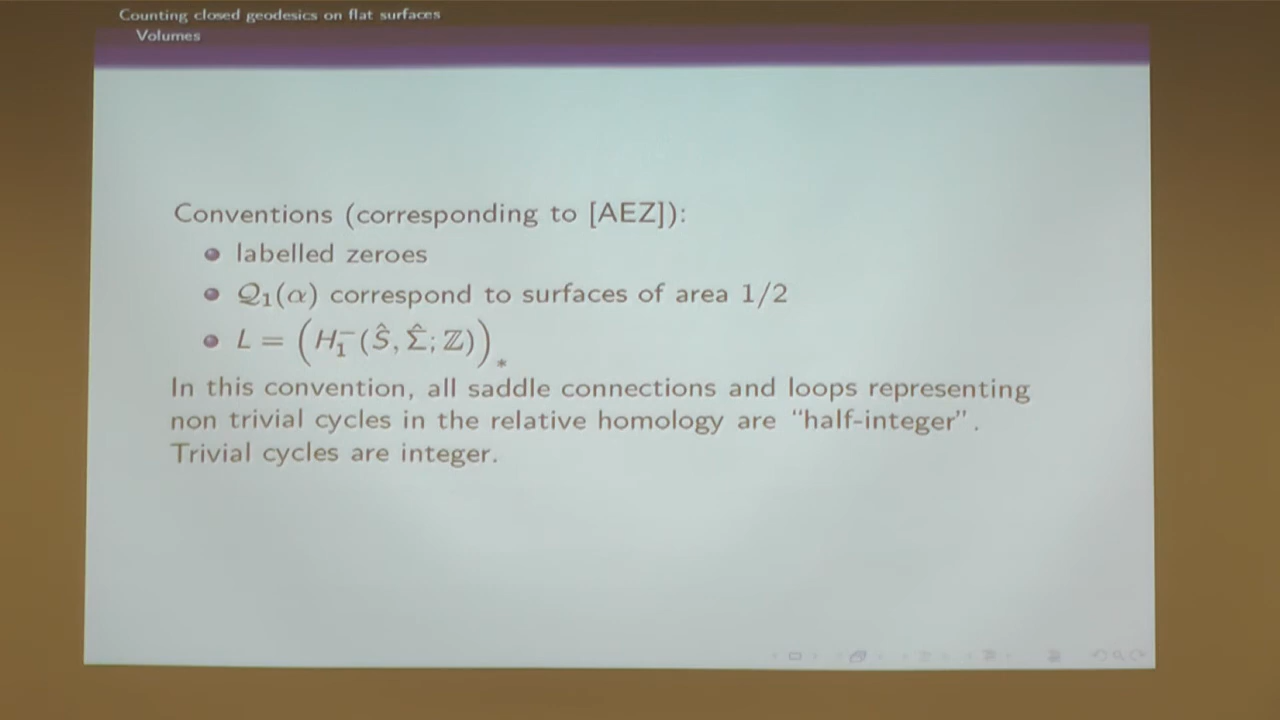 Counting closed geodesics on flat surfaces
Volumes
Conventions (corresponding to [AEZ]):
labelled zeroes
𝒬₁(α) correspond to surfaces of area 1/2
L = (H₁⁻(Ŝ, Σ̂; ℤ))*
In this convention, all saddle connections and loops representing
non trivial cycles in the relative homology are “half-integer”.
Trivial cycles are integer.